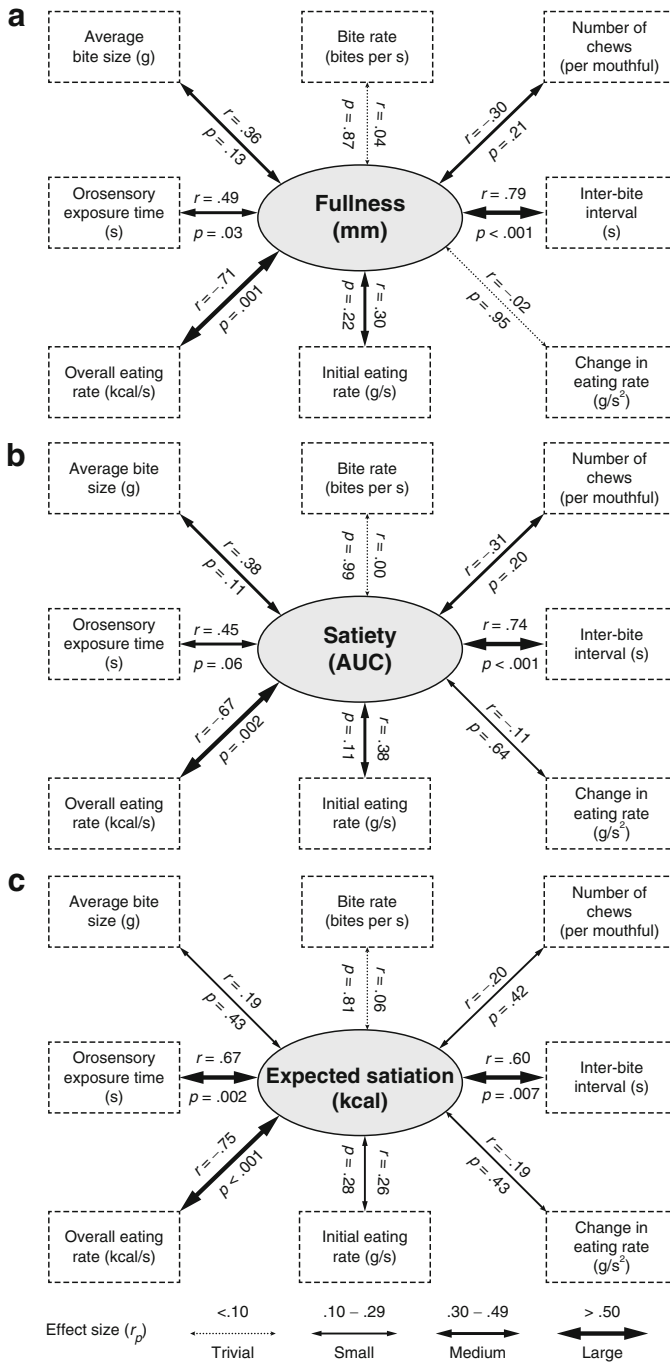 a
Average
bite size (g)
Bite rate
(bites per s)
Number of
chews
(per mouthful)
r = .36
p = .13
r = .04
p = .87
r = −.30
p = .21
Orosensory
exposure time
(s)
r = .49
p = .03
Fullness
(mm)
r = .79
p < .001
Inter-bite
interval
(s)
r = −.71
p = .001
r = .30
p = .22
r = −.02
p = .95
Overall eating
rate (kcal/s)
Initial eating
rate (g/s)
Change in
eating rate
(g/s²)
b
Average bite
size (g)
Bite rate
(bites per s)
Number of
chews
(per mouthful)
r = .38
p = .11
r = .00
p = .99
r = −.31
p = .20
Orosensory
exposure time
(s)
r = .45
p = .06
Satiety
(AUC)
r = .74
p < .001
Inter-bite
interval (s)
r = −.67
p = .002
r = .38
p = .11
r = −.11
p = .64
Overall eating
rate (kcal/s)
Initial eating
rate (g/s)
Change in
eating rate
(g/s²)
c
Average bite
size (g)
Bite rate
(bites per s)
Number of
chews
(per mouthful)
r = .19
p = .43
r = .06
p = .81
r = −.20
p = .42
Orosensory
exposure time
(s)
r = .67
p = .002
Expected satiation
(kcal)
r = .60
p = .007
Inter-bite
interval (s)
r = −.75
p < .001
r = .26
p = .28
r = −.19
p = .43
Overall eating
rate (kcal/s)
Initial eating
rate (g/s)
Change in
eating rate
(g/s²)
Effect size (rₚ)
<.10
.10 – .29
.30 – .49
> .50
Trivial
Small
Medium
Large